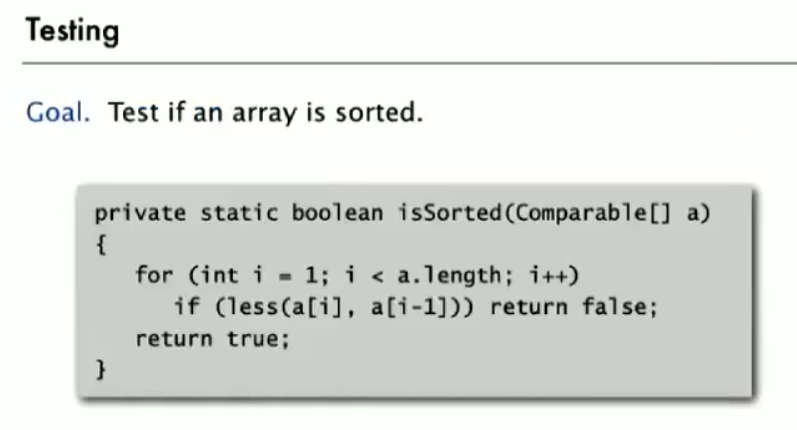 Testing
Goal. Test if an array is sorted.
private static boolean isSorted(Comparable[] a)
{
for (int i = 1; i < a.length; i++)
if (less(a[i], a[i-1])) return false;
return true;
}